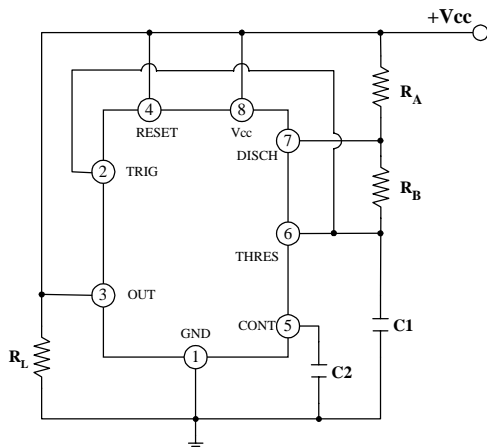 +Vcc
4
8
RESET
Vcc
R_A
7
DISCH
2
TRIG
R_B
6
THRES
3
OUT
CONT
5
GND
1
C1
R_L
C2